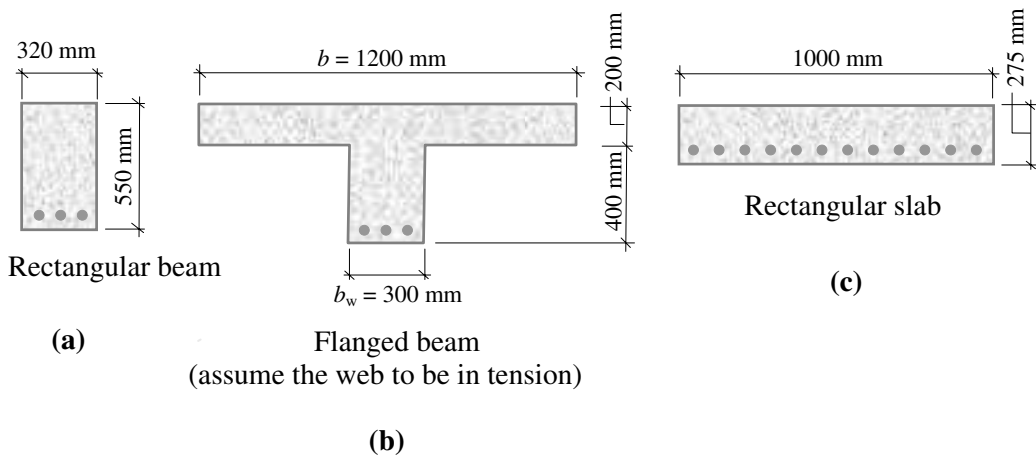 320 mm
550 mm
Rectangular beam
(a)
b = 1200 mm
200 mm
400 mm
b_w = 300 mm
Flanged beam
(assume the web to be in tension)
(b)
1000 mm
275 mm
Rectangular slab
(c)